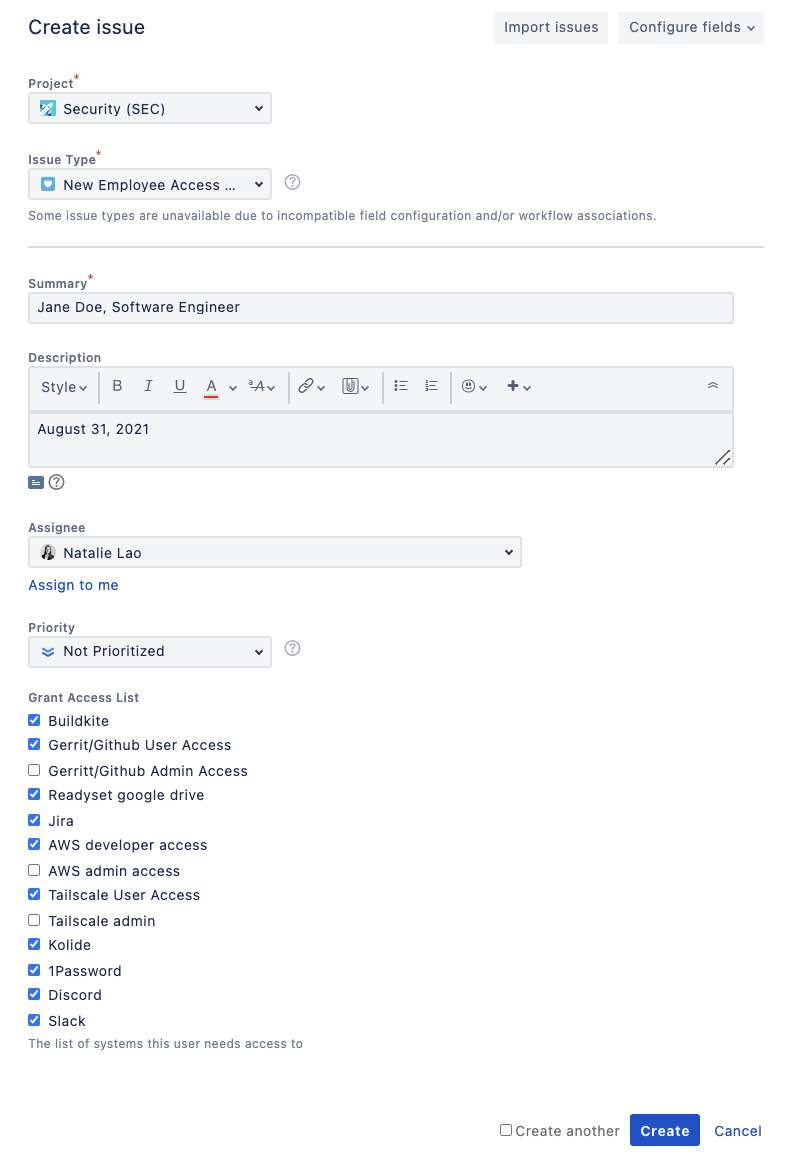 Create issue
Import issues
Configure fields
Project*
Security (SEC)
Issue Type*
New Employee Access ...
Some issue types are unavailable due to incompatible field configuration and/or workflow associations.
Summary*
Jane Doe, Software Engineer
Description
Style B I U A ªA
August 31, 2021
Assignee
Natalie Lao
Assign to me
Priority
Not Prioritized
Grant Access List
Buildkite
Gerrit/Github User Access
Gerritt/Github Admin Access
Readyset google drive
Jira
AWS developer access
AWS admin access
Tailscale User Access
Tailscale admin
Kolide
1Password
Discord
Slack
The list of systems this user needs access to
Create another
Create
Cancel